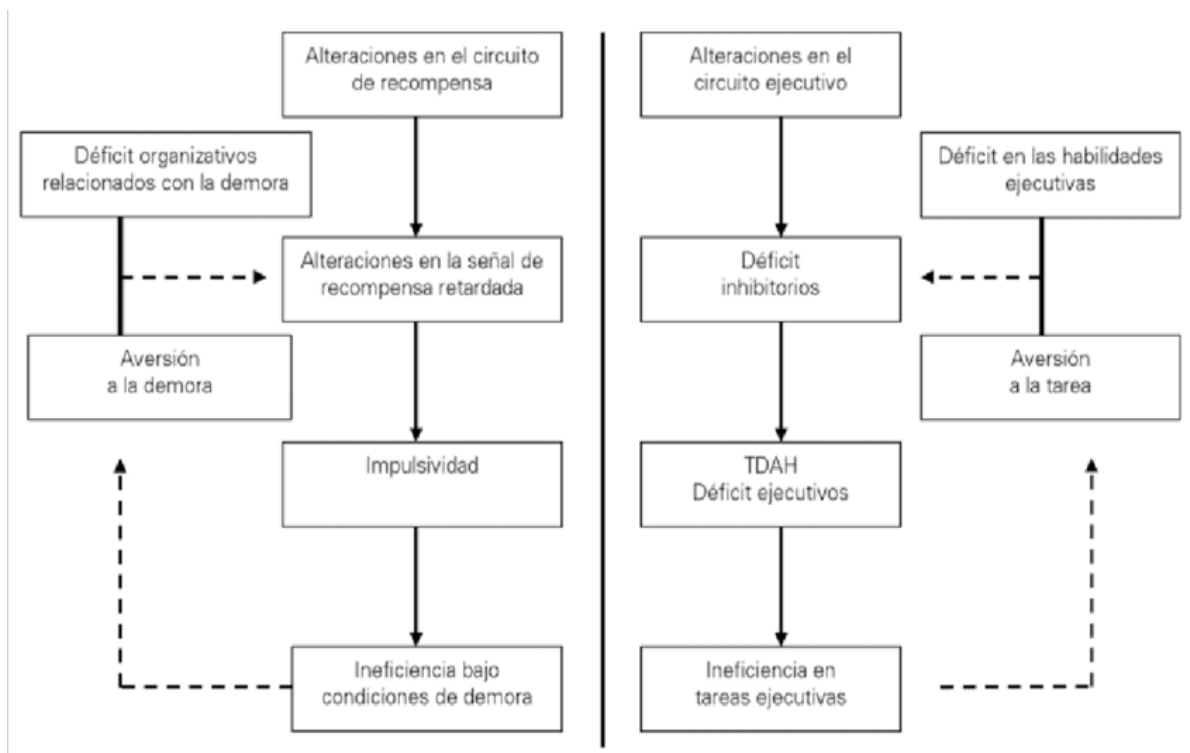 Alteraciones en el circuito
de recompensa
Déficit organizativos
relacionados con la demora
Alteraciones en la señal de
recompensa retardada
Aversión
a la demora
Impulsividad
Ineficiencia bajo
condiciones de demora
Alteraciones en el
circuito ejecutivo
Déficit en las habilidades
ejecutivas
Déficit
inhibitorios
Aversión
a la tarea
TDAH
Déficit ejecutivos
Ineficiencia en
tareas ejecutivas